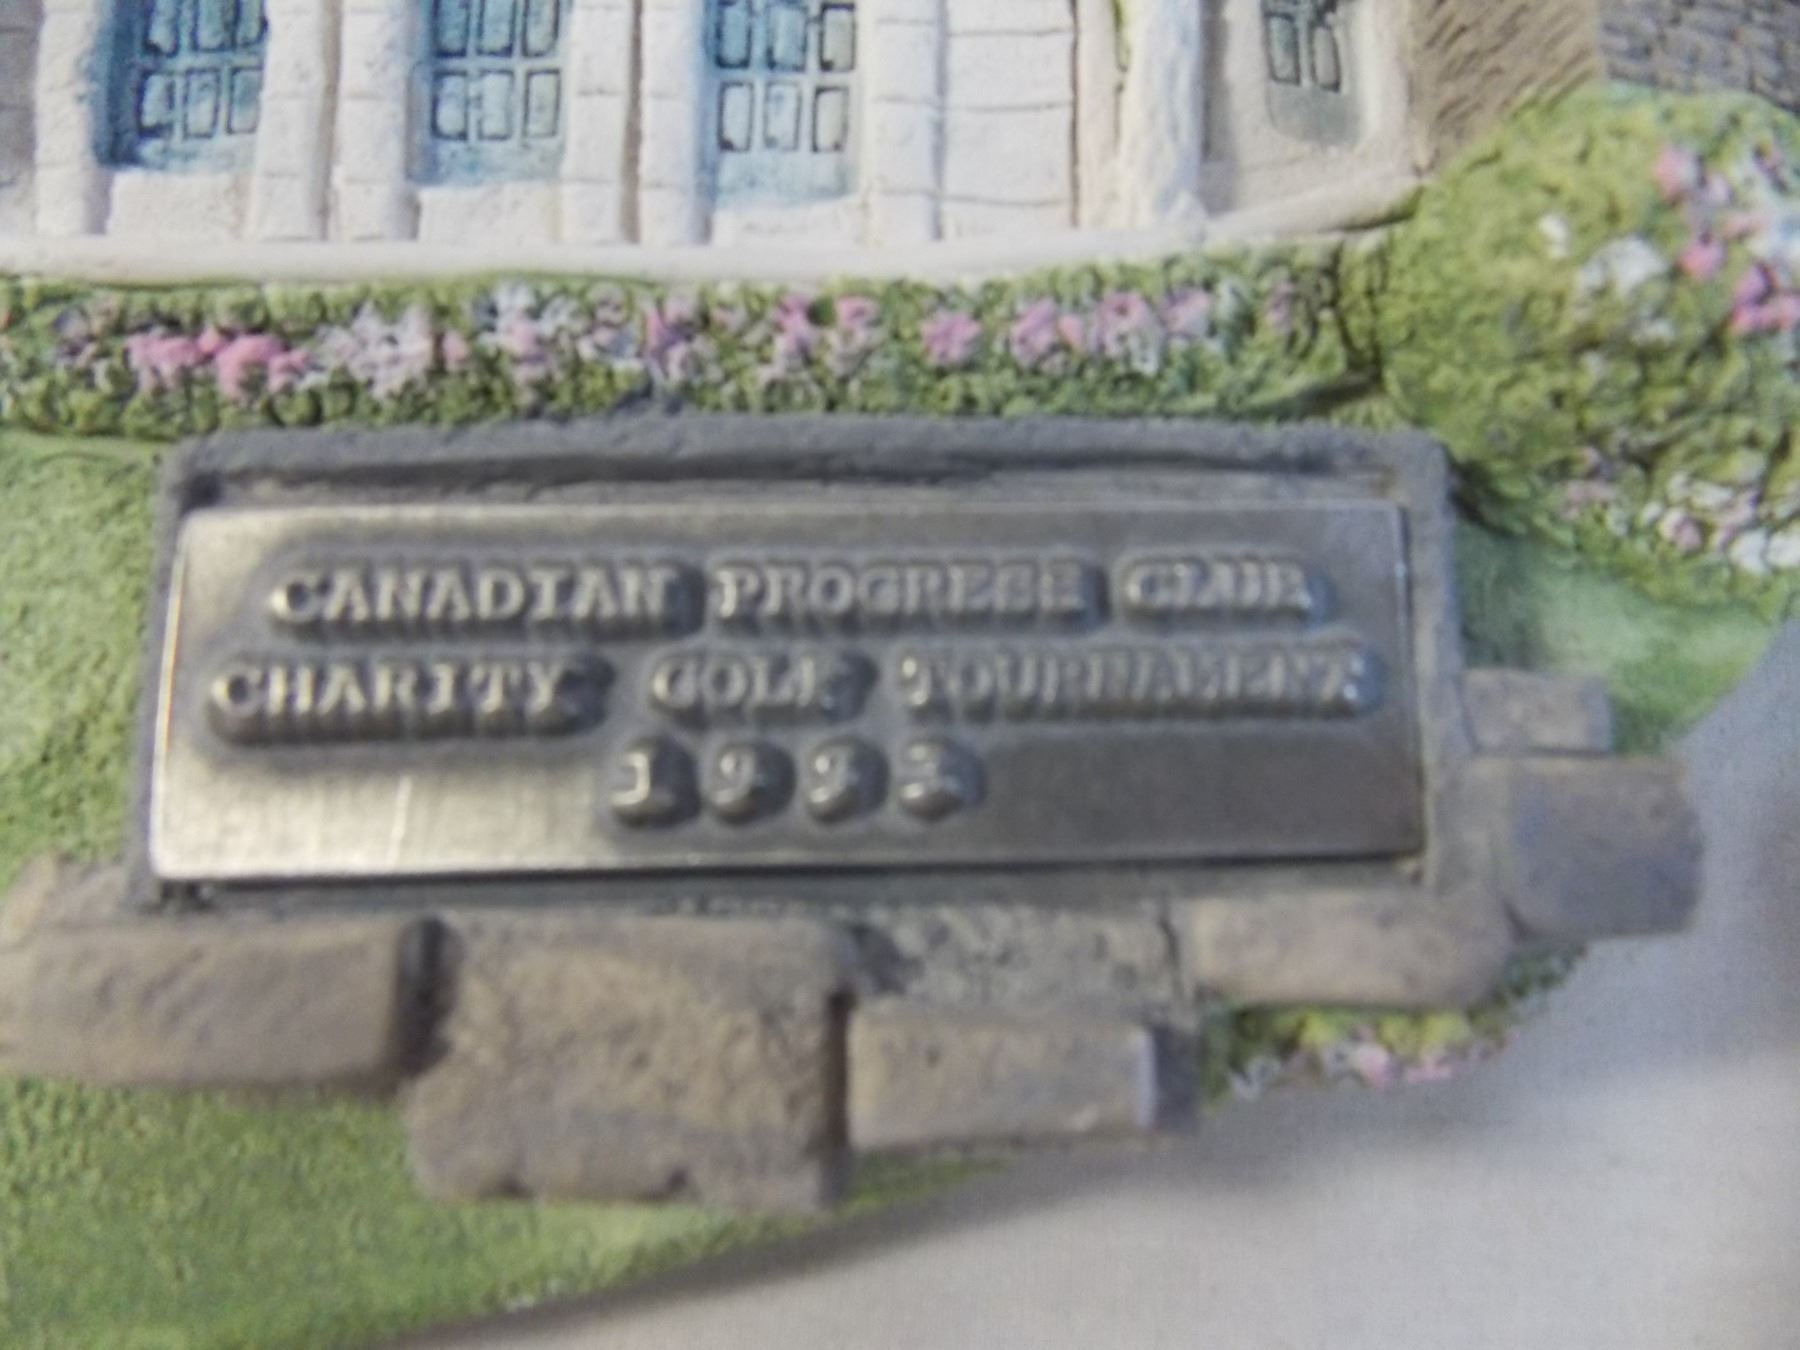 CANADIAN PROGRESS CLUB
CHARITY GOLF TOURNAMENT